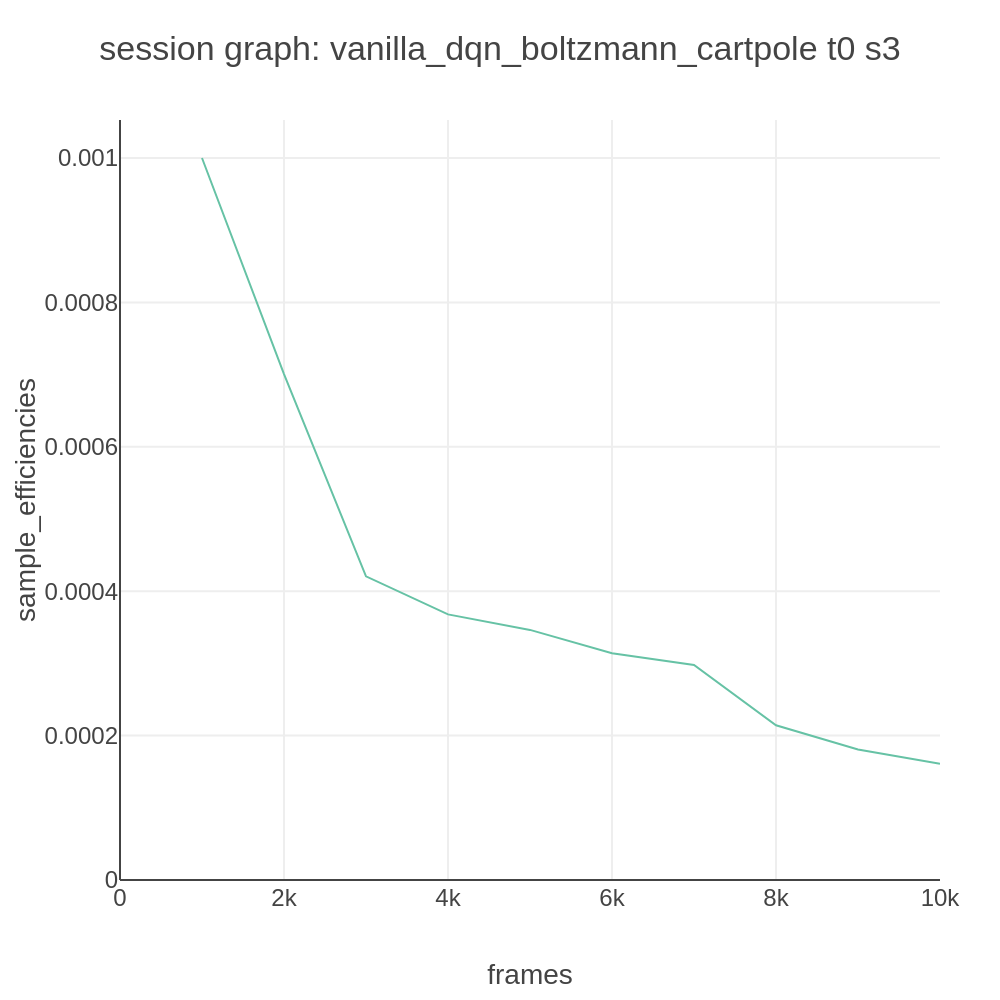 session graph: vanilla_dqn_boltzmann_cartpole t0 s3
0.001
0.0008
0.0006
0.0004
0.0002
0
sample_efficiencies
0
2k
4k
6k
8k
10k
frames